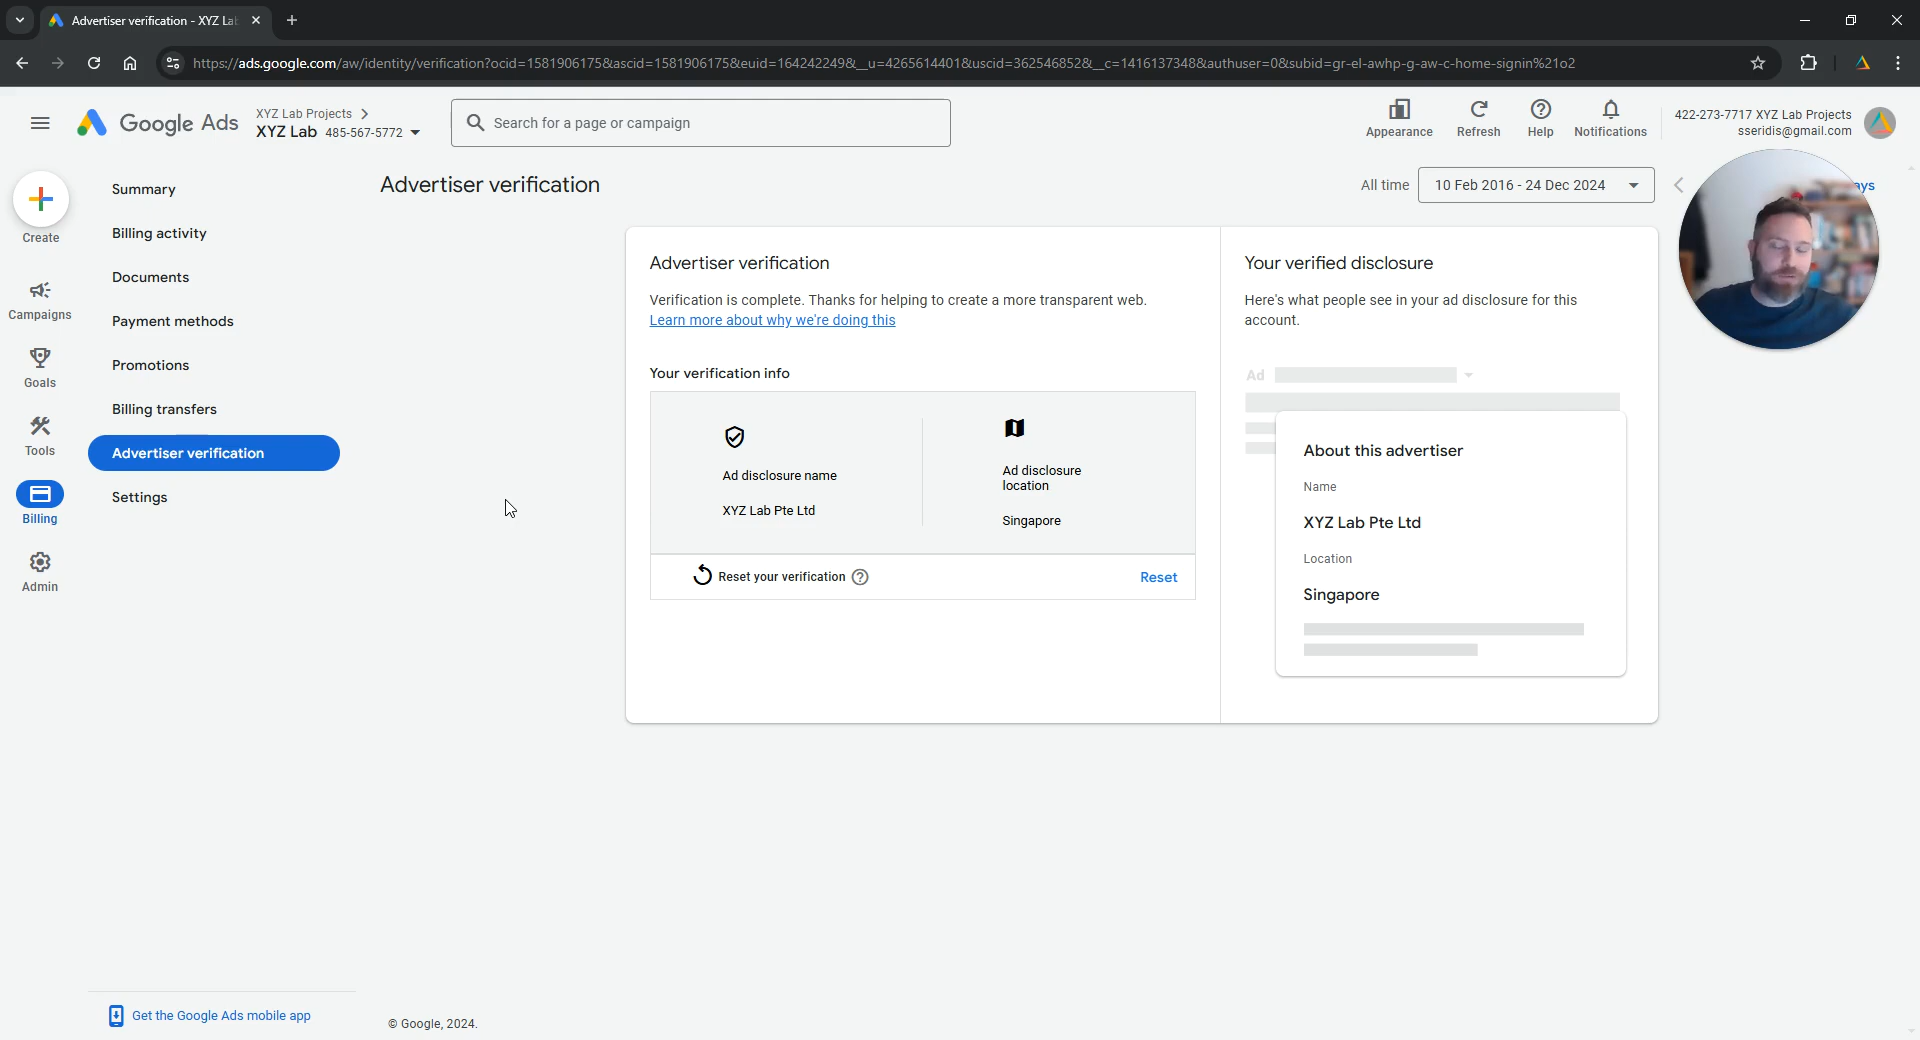 Advertiser verification - XYZ La
https://ads.google.com/aw/identity/verification?ocid=1581906175&ascid=1581906175&euid=164242249&__u=4265614401&uscid=362546852&__c=1416137348&authuser=0&subid=gr-el-awhp-g-aw-c-home-signin%21o2
Google Ads
XYZ Lab Projects
XYZ Lab 485-567-5772
Search for a page or campaign
Appearance
Refresh
Help
Notifications
422-273-7717 XYZ Lab Projects
sseridis@gmail.com
Create
Campaigns
Goals
Tools
Billing
Admin
Summary
Billing activity
Documents
Payment methods
Promotions
Billing transfers
Advertiser verification
Settings
Get the Google Ads mobile app
Advertiser verification
All time
10 Feb 2016 - 24 Dec 2024
ays
Advertiser verification
Verification is complete. Thanks for helping to create a more transparent web.
Learn more about why we're doing this
Your verification info
Ad disclosure name
XYZ Lab Pte Ltd
Ad disclosure
location
Singapore
Reset your verification
Reset
Your verified disclosure
Here's what people see in your ad disclosure for this
account.
Ad
About this advertiser
Name
XYZ Lab Pte Ltd
Location
Singapore
© Google, 2024.